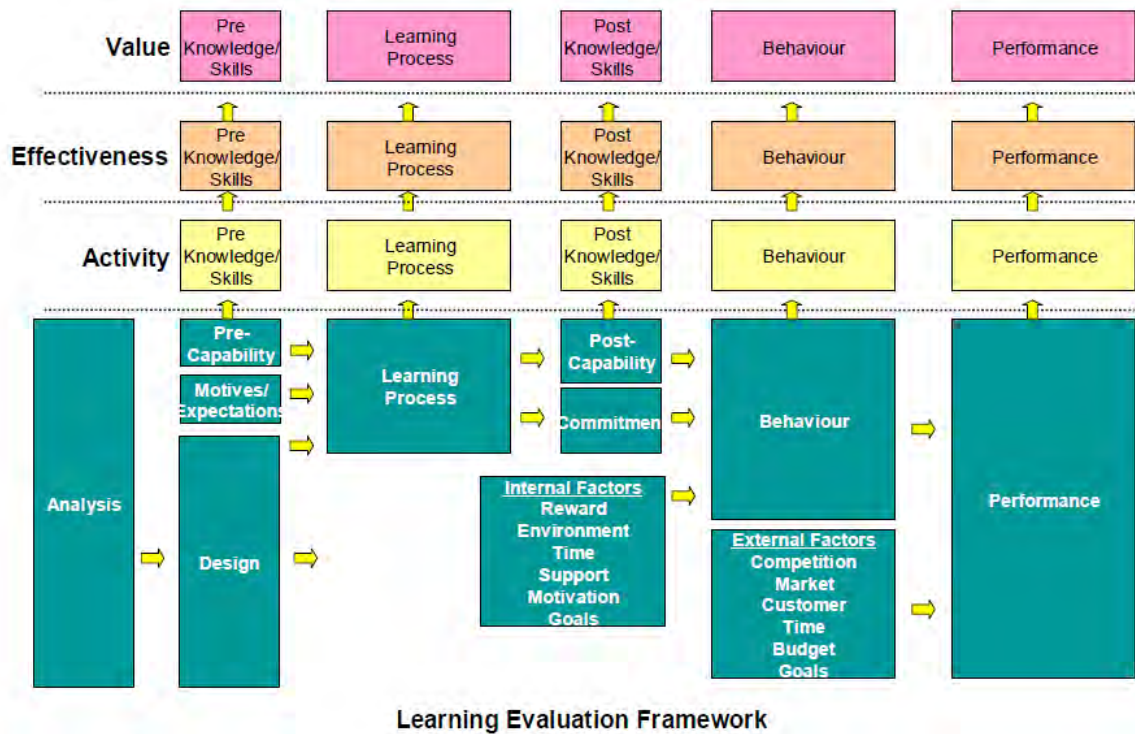 Value
Pre
Knowledge/
Skills
Learning
Process
Post
Knowledge/
Skills
Behaviour
Performance
Effectiveness
Pre
Knowledge/
Skills
Learning
Process
Post
Knowledge/
Skills
Behaviour
Performance
Activity
Pre
Knowledge/
Skills
Learning
Process
Post
Knowledge/
Skills
Behaviour
Performance
Analysis
Pre-
Capability
Motives/
Expectations
Design
Learning
Process
Post-
Capability
Commitmen
Internal Factors
Reward
Environment
Time
Support
Motivation
Goals
Behaviour
External Factors
Competition
Market
Customer
Time
Budget
Goals
Performance
Learning Evaluation Framework